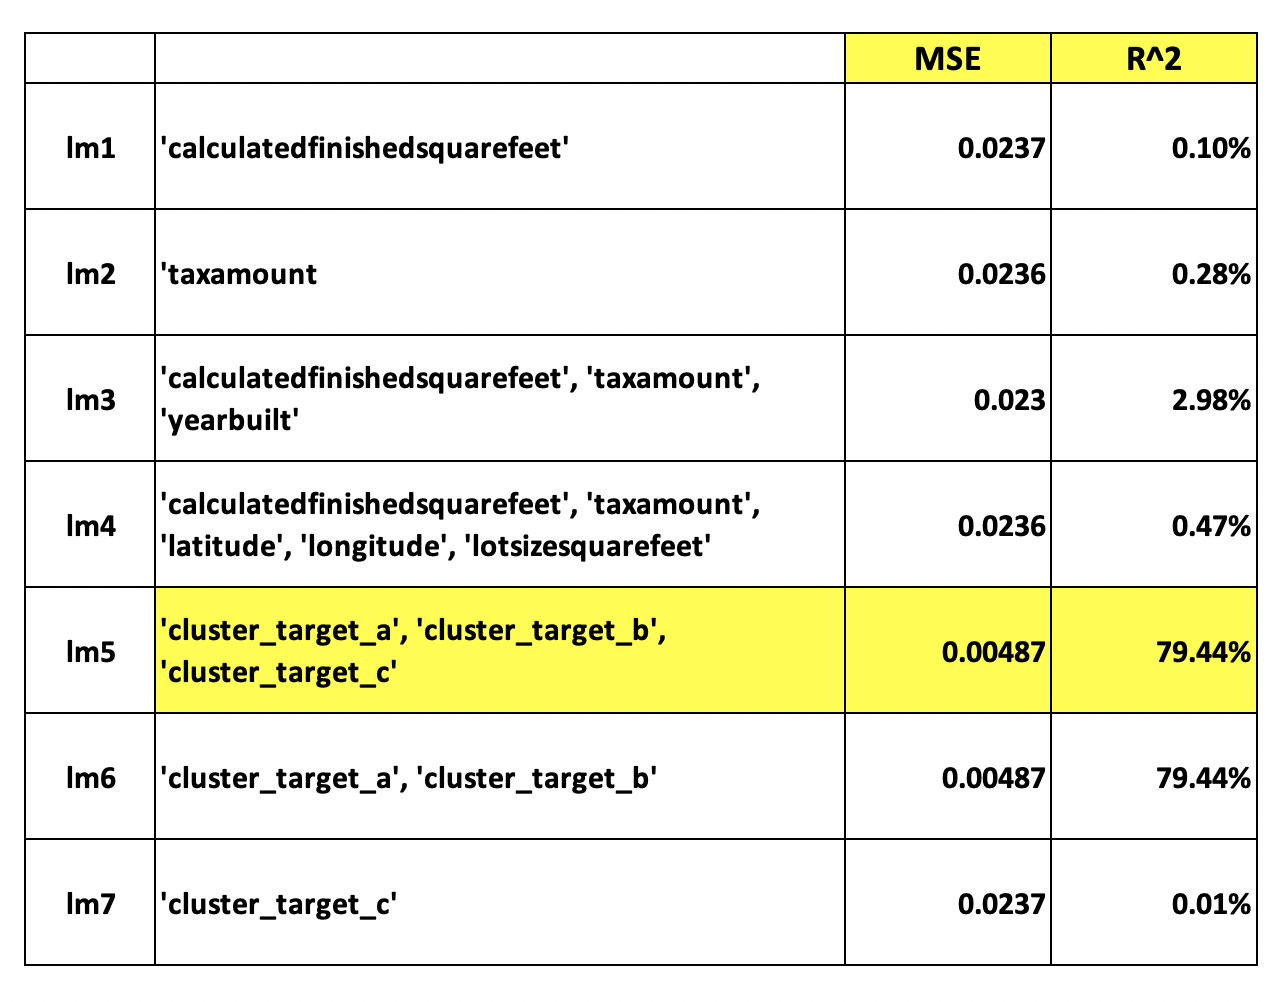 MSE R^2
lm1 'calculatedfinishedsquarefeet' 0.0237 0.10%
lm2 'taxamount 0.0236 0.28%
lm3 'calculatedfinishedsquarefeet', 'taxamount', 0.023 2.98%
'yearbuilt'
lm4 'calculatedfinishedsquarefeet', 'taxamount', 0.0236 0.47%
'latitude', 'longitude', 'lotsizesquarefeet'
lm5 'cluster_target_a', 'cluster_target_b', 0.00487 79.44%
'cluster_target_c'
lm6 'cluster_target_a', 'cluster_target_b' 0.00487 79.44%
lm7 'cluster_target_c' 0.0237 0.01%